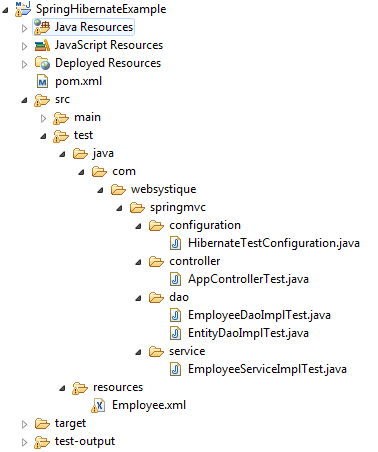 SpringHibernateExample
Java Resources
JavaScript Resources
Deployed Resources
pom.xml
src
main
test
java
com
websystique
springmvc
configuration
HibernateTestConfiguration.java
controller
AppControllerTest.java
dao
EmployeeDaoImplTest.java
EntityDaoImplTest.java
service
EmployeeServiceImplTest.java
resources
Employee.xml
target
test-output